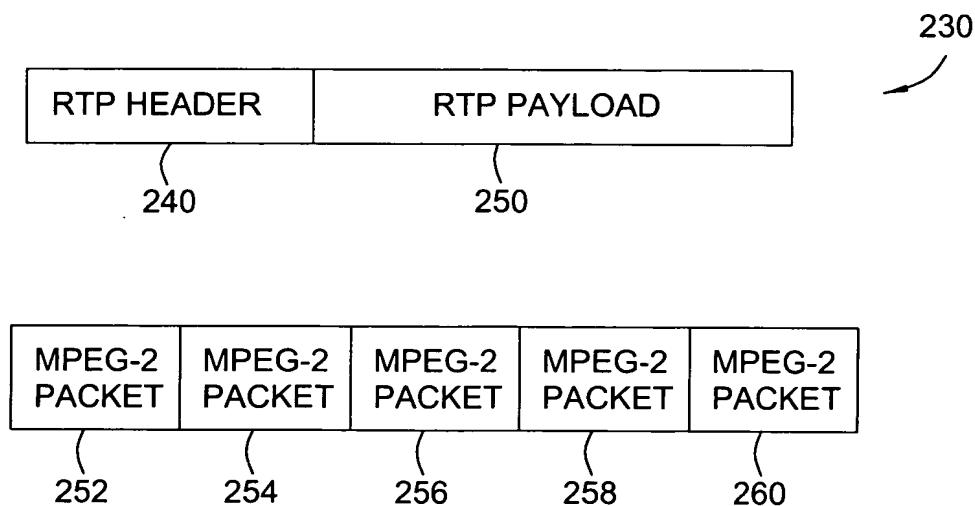 230
RTP HEADER RTP PAYLOAD
240 250
MPEG-2 MPEG-2 MPEG-2 MPEG-2 MPEG-2
PACKET PACKET PACKET PACKET PACKET
252 254 256 258 260